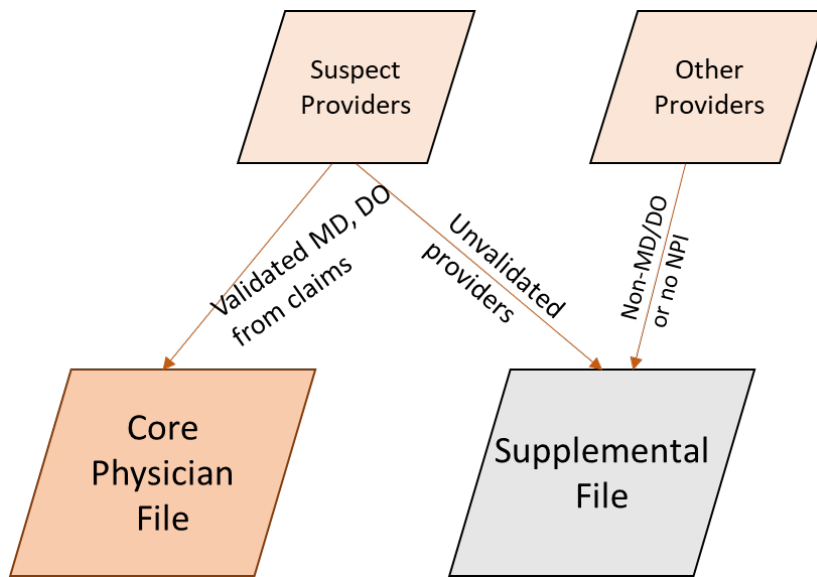 Suspect
Providers
Other
Providers
Validated MD, DO
from claims
Unvalidated
providers
Non-MD/DO
or no NPI
Core
Physician
File
Supplemental
File